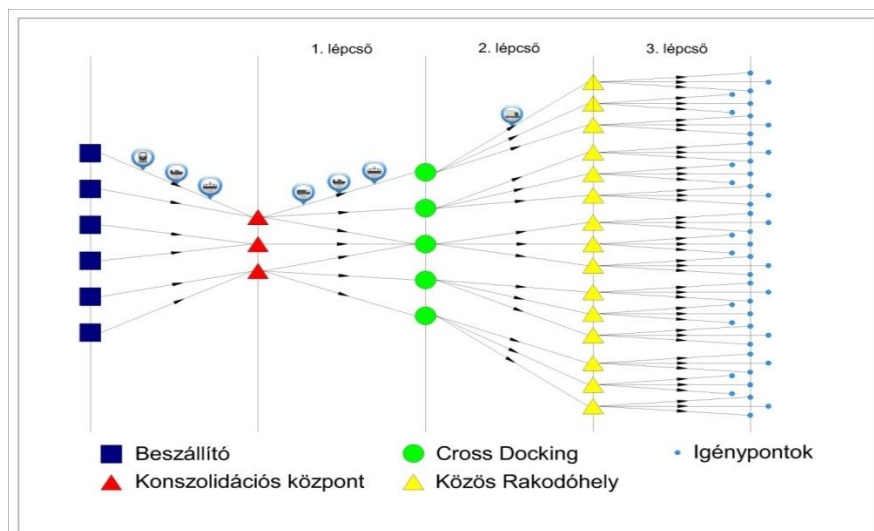 1. lépcső 2. lépcső 3. lépcső
Beszállító Cross Docking Igénypontok
Konszolidációs központ Közös Rakodóhely